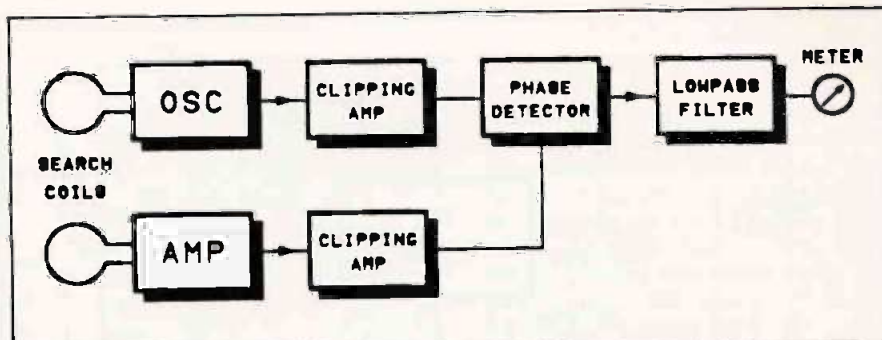 OSC
CLIPPING
AMP
PHASE
DETECTOR
LOWPASS
FILTER
METER
SEARCH
COILS
AMP
CLIPPING
AMP